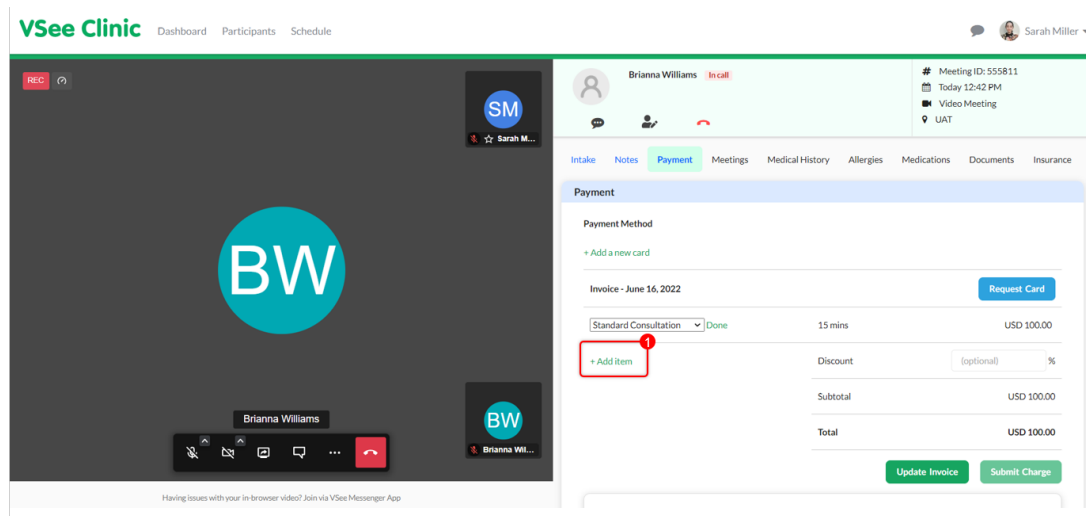 VSee Clinic Dashboard Participants Schedule Sarah Miller
REC
SM
Sarah M...
BW
Brianna Williams
BW
Brianna Wil...
Having issues with your in-browser video? Join via VSee Messenger App
Brianna Williams In call
# Meeting ID: 555811
Today 12:42 PM
Video Meeting
UAT
Intake Notes Payment Meetings Medical History Allergies Medications Documents Insurance
Payment
Payment Method
+ Add a new card
Invoice - June 16, 2022 Request Card
Standard Consultation Done 15 mins USD 100.00
1
+ Add item Discount (optional) %
Subtotal USD 100.00
Total USD 100.00
Update Invoice Submit Charge